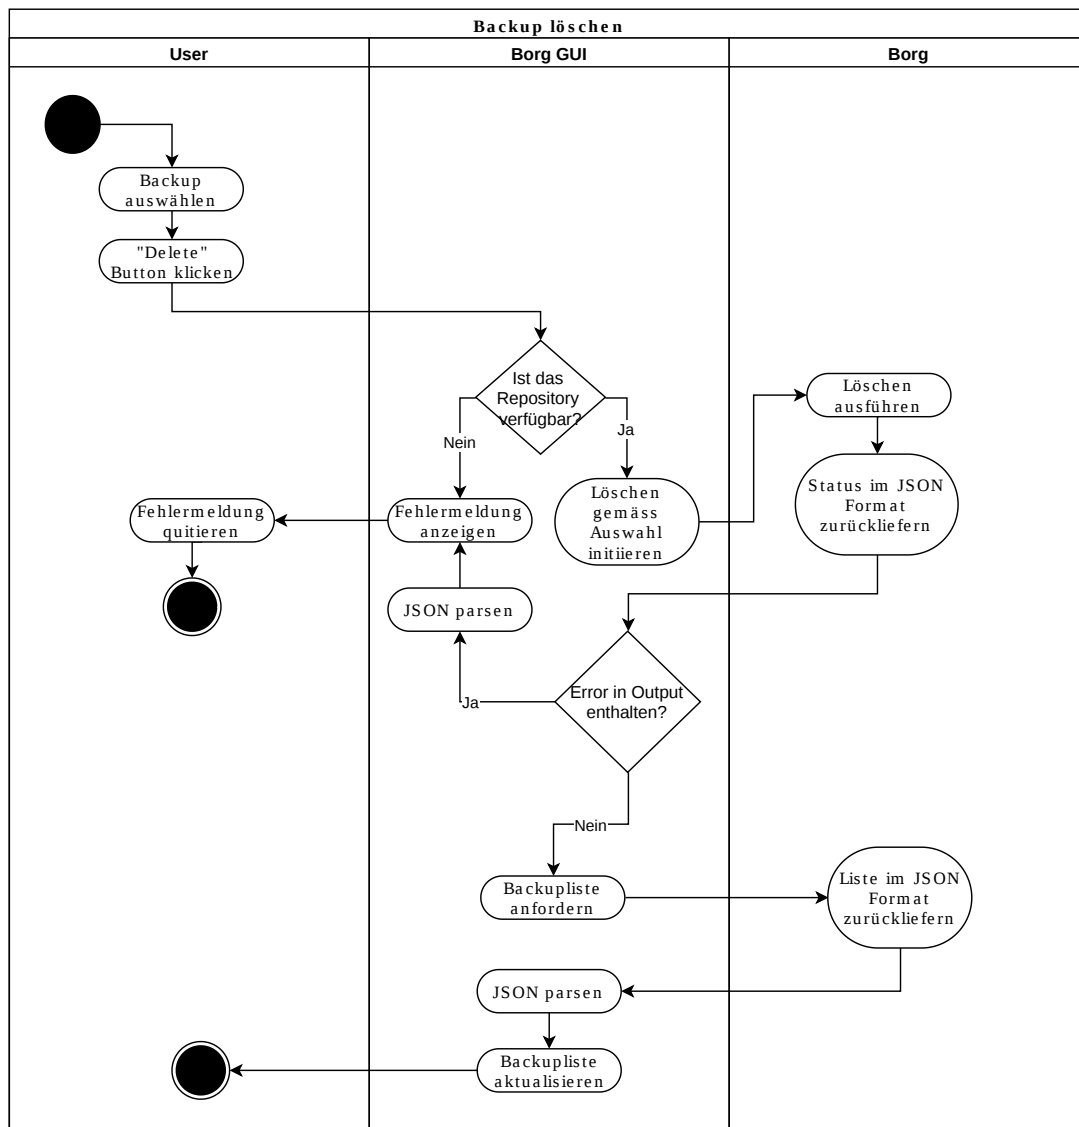 Backup löschen
User
Borg GUI
Borg
Backup
auswählen
"Delete"
Button klicken
Ist das
Repository
verfügbar?
Nein
Ja
Löschen
ausführen
Status im JSON
Format
zurückliefern
Löschen
gemäss
Auswahl
initiieren
Fehlermeldung
anzeigen
Fehlermeldung
quitieren
JSON parsen
Error in Output
enthalten?
Ja
Nein
Backupliste
anfordern
Liste im JSON
Format
zurückliefern
JSON parsen
Backupliste
aktualisieren